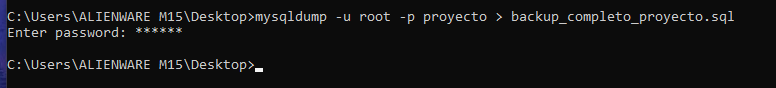 C:\Users\ALIENWARE M15\Desktop>mysqldump -u root -p proyecto > backup_completo_proyecto.sql
Enter password: ******
C:\Users\ALIENWARE M15\Desktop>